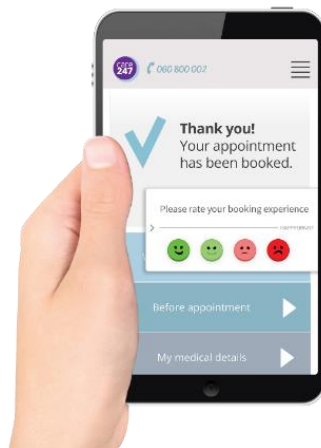 care
247
060 800 007
Thank you!
Your appointment
has been booked.
Please rate your booking experience
Before appointment
My medical details